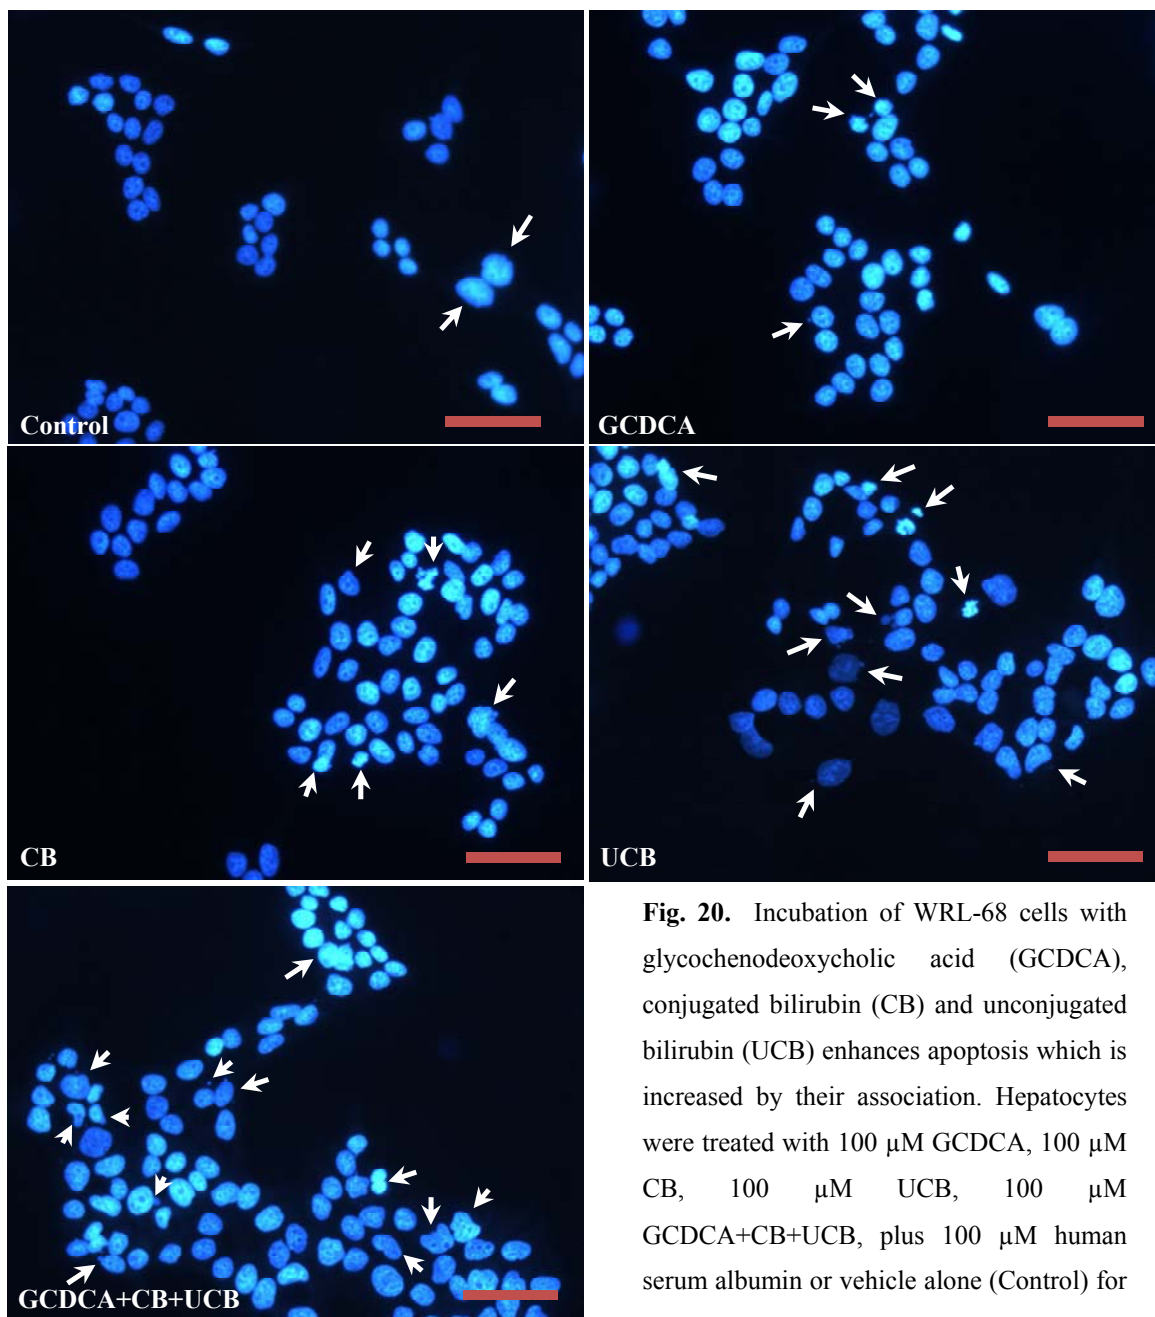 Control
GCDCA
CB
UCB
GCDCA+CB+UCB
Fig. 20. Incubation of WRL-68 cells with
glycochenodeoxycholic acid (GCDCA),
conjugated bilirubin (CB) and unconjugated
bilirubin (UCB) enhances apoptosis which is
increased by their association. Hepatocytes
were treated with 100 µM GCDCA, 100 µM
CB, 100 µM UCB, 100 µM
GCDCA+CB+UCB, plus 100 µM human
serum albumin or vehicle alone (Control) for